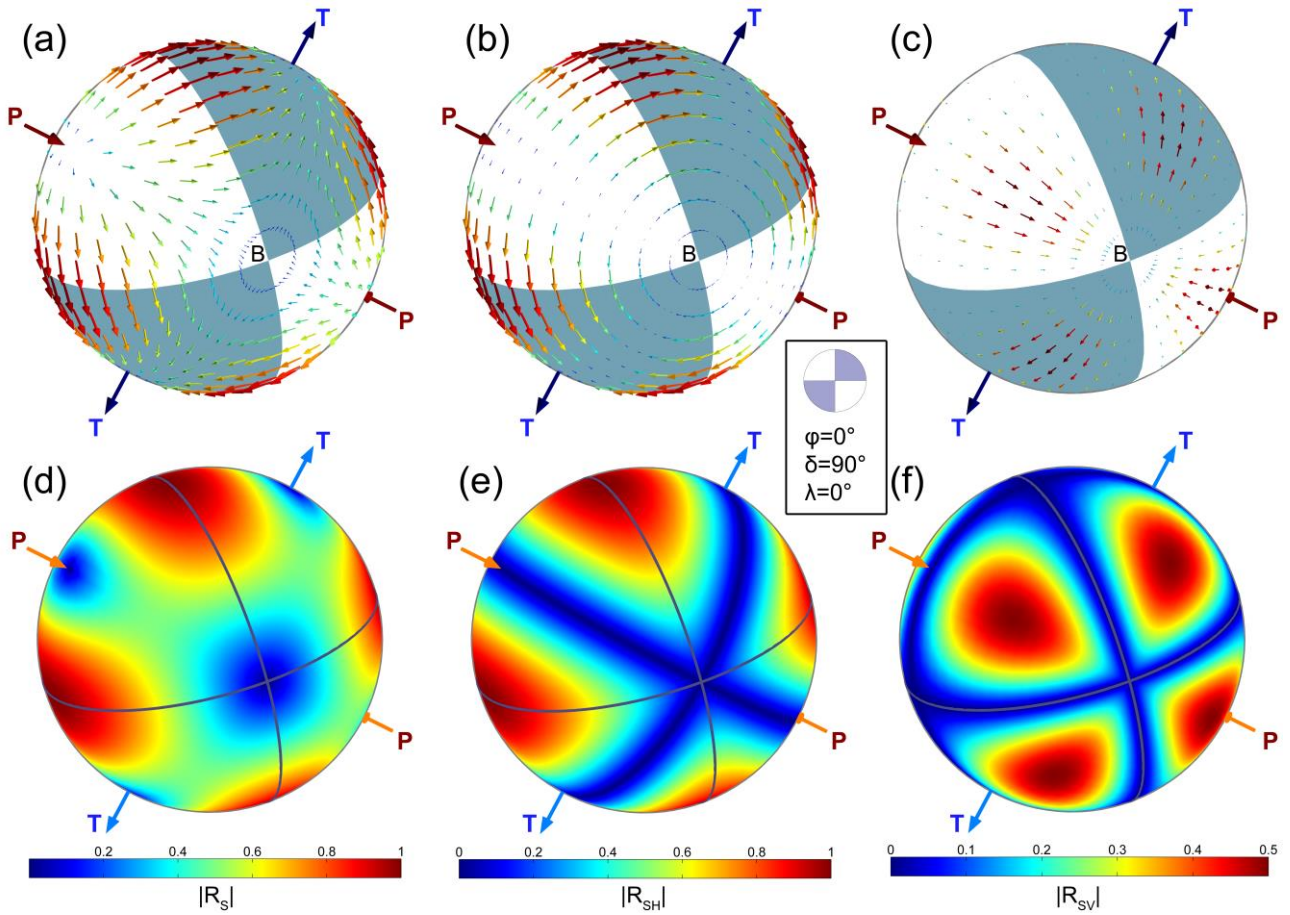 (a)
T
P
B
P
T
(b)
T
P
B
P
T
(c)
T
P
B
P
T
φ=0°
δ=90°
λ=0°
(d)
T
P
P
T
0.2 0.4 0.6 0.8 1
|R_S|
(e)
T
P
P
T
0 0.2 0.4 0.6 0.8 1
|R_SH|
(f)
T
P
P
T
0 0.1 0.2 0.3 0.4 0.5
|R_SV|